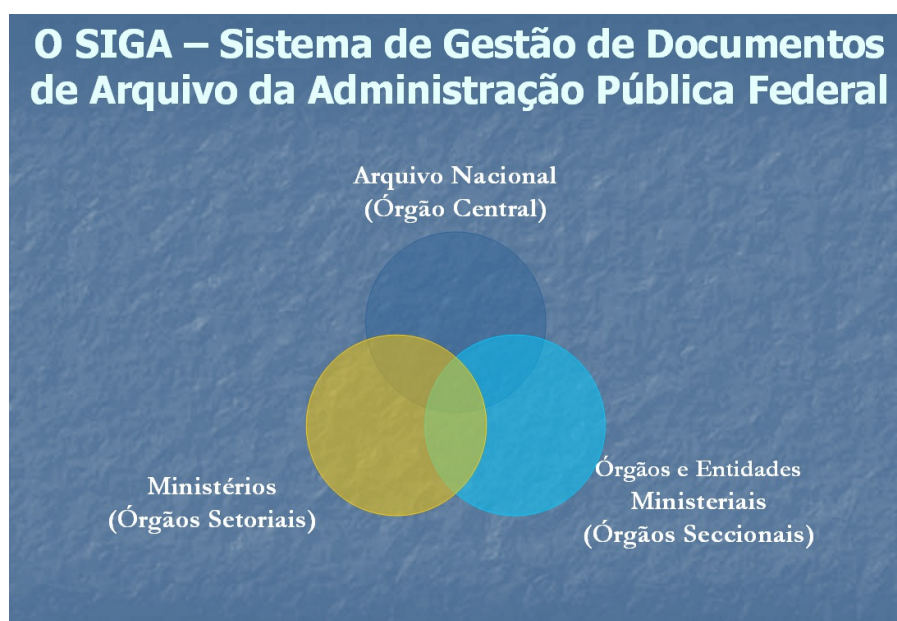 O SIGA – Sistema de Gestão de Documentos
de Arquivo da Administração Pública Federal
Arquivo Nacional
(Órgão Central)
Ministérios
(Órgãos Setoriais)
Órgãos e Entidades
Ministeriais
(Órgãos Seccionais)